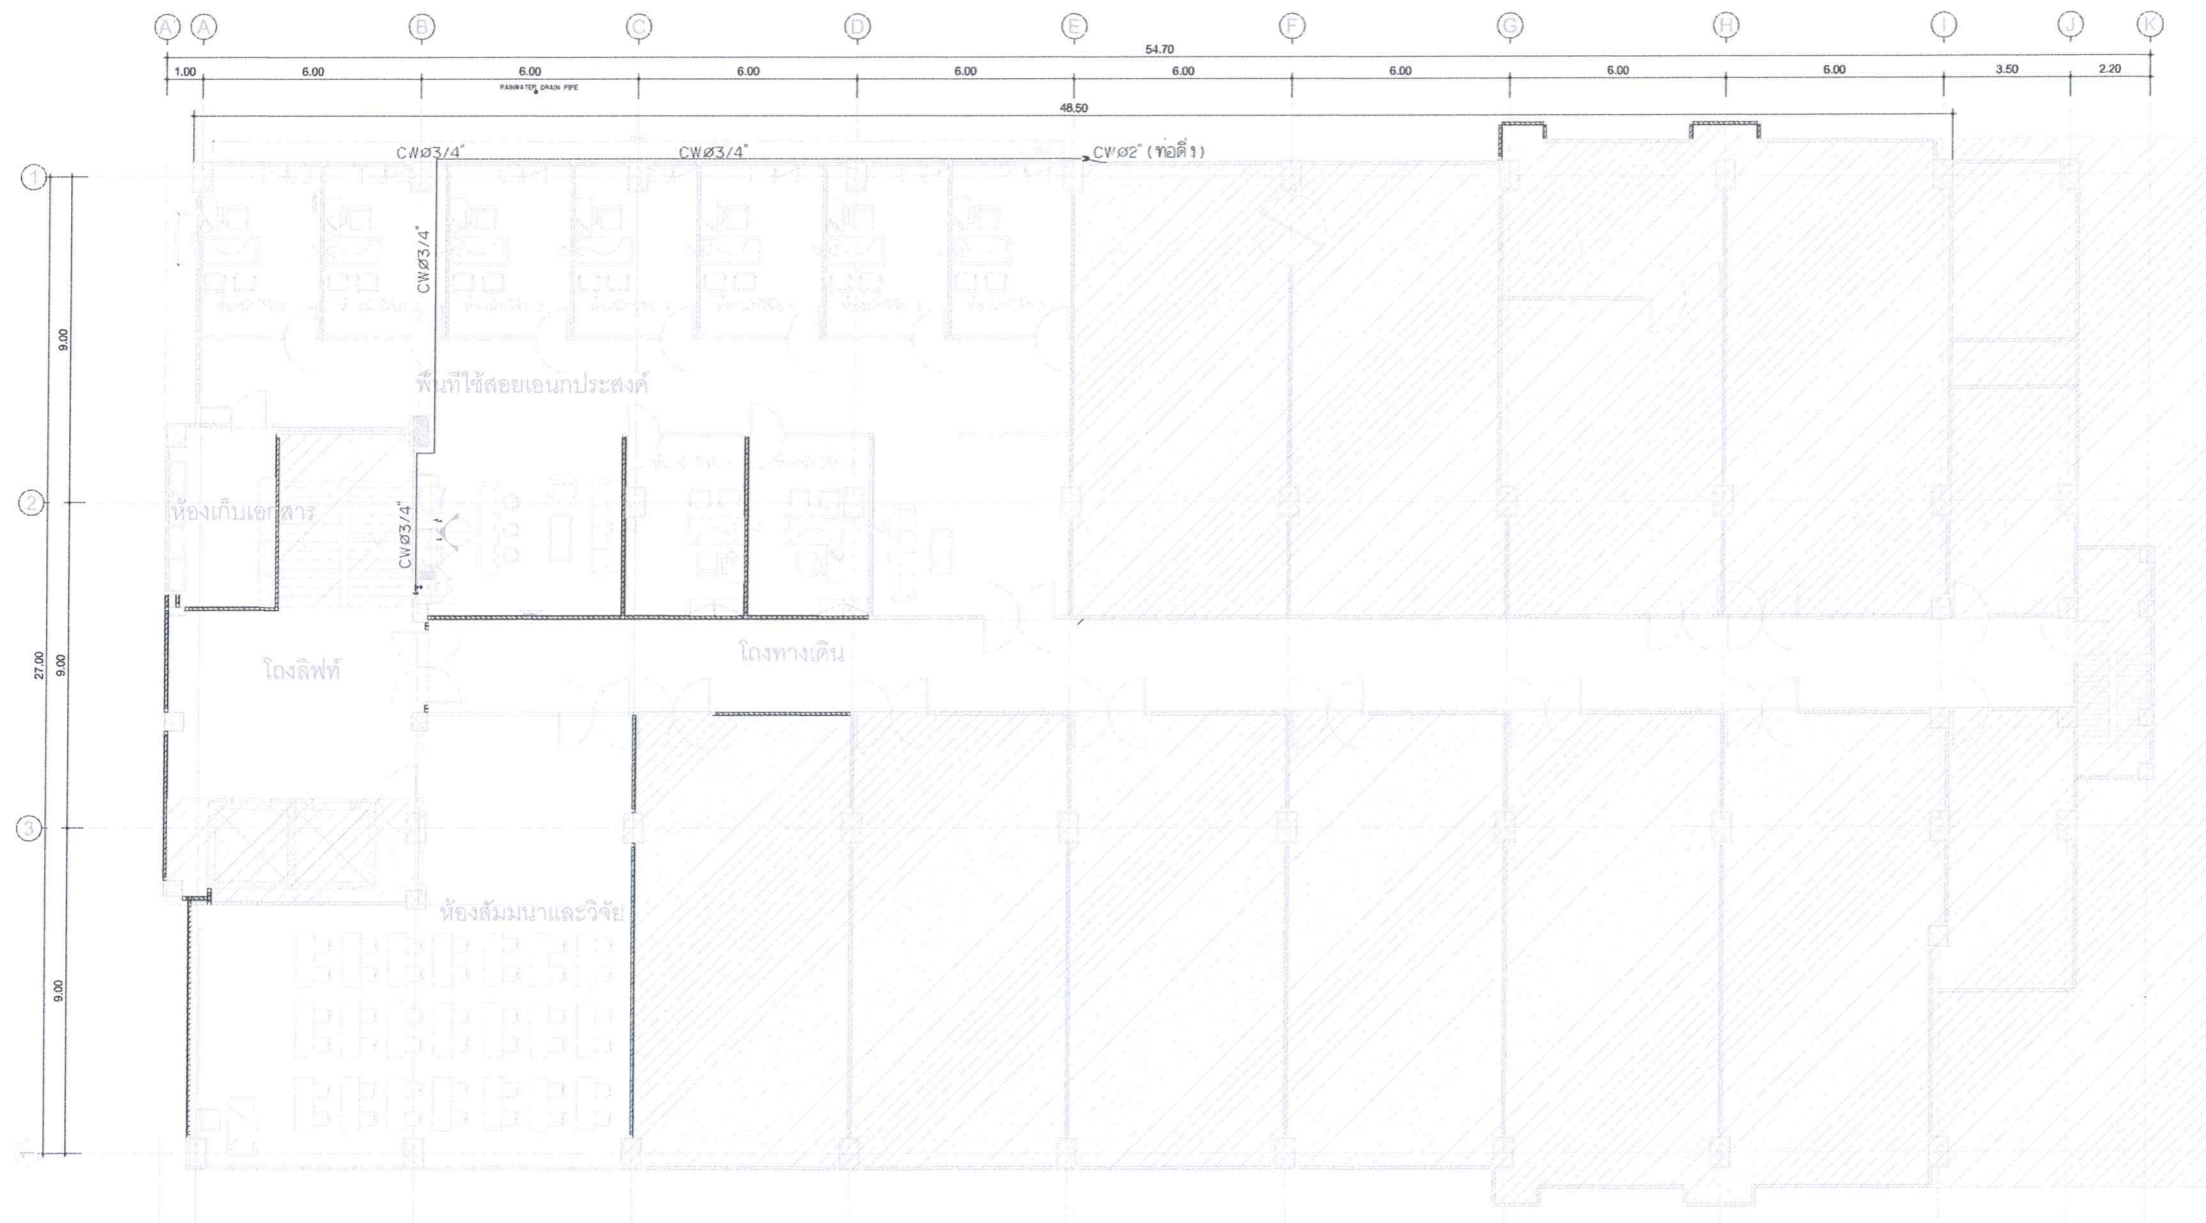 A' A B C D E F G H I J K
54.70
1.00 6.00 6.00 6.00 6.00 6.00 6.00 6.00 6.00 3.50 2.20
RAINWATER DRAIN PIPE
48.50
CWØ3/4" CWØ3/4" CWØ2" (ท่อดิ่ง)
1
CWØ3/4"
9.00
พื้นที่ใช้สอยเอนกประสงค์
2
ห้องเก็บเอกสาร
CWØ3/4"
27.00
9.00
โถงลิฟท์
โถงทางเดิน
3
ห้องสัมมนาและวิจัย
9.00